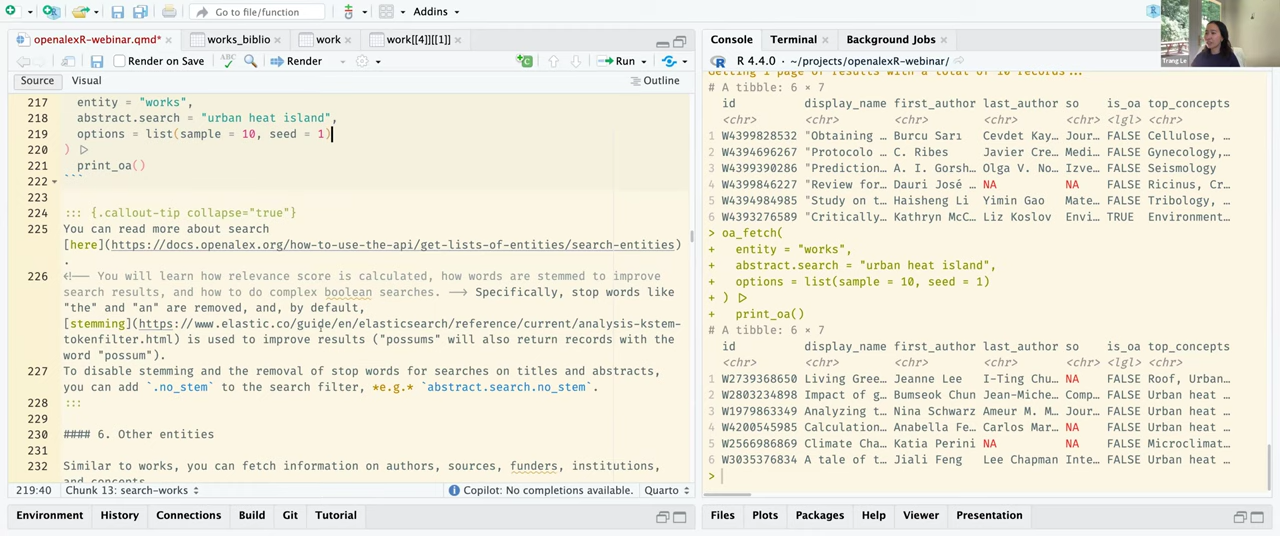 Go to file/function
Addins
openalexR-webinar.qmd*
works_biblio
work
work[[4]][[1]]
Render on Save
ABC
Render
Run
Source
Visual
Outline
217 entity = "works",
218 abstract.search = "urban heat island",
219 options = list(sample = 10, seed = 1)
220 ) |>
221 print_oa()
222 ```
223
224 ::: {.callout-tip collapse="true"}
225 You can read more about search
[here](https://docs.openalex.org/how-to-use-the-api/get-lists-of-entities/search-entities)
.
226 <!-- You will learn how relevance score is calculated, how words are stemmed to improve
search results, and how to do complex boolean searches. --> Specifically, stop words like
"the" and "an" are removed, and, by default,
[stemming](https://www.elastic.co/guide/en/elasticsearch/reference/current/analysis-kstem-
tokenfilter.html) is used to improve results ("possums" will also return records with the
word "possum").
227 To disable stemming and the removal of stop words for searches on titles and abstracts,
you can add `.no_stem` to the search filter, *e.g.* `abstract.search.no_stem`.
228 :::
229
230 #### 6. Other entities
231
232 Similar to works, you can fetch information on authors, sources, funders, institutions,
and concepts
219:40
Chunk 13: search-works
Copilot: No completions available.
Quarto
Environment
History
Connections
Build
Git
Tutorial
Console
Terminal
Background Jobs
R 4.4.0 · ~/projects/openalexR-webinar/
Trang Le
Getting 1 page of results with a total of 10 records...
# A tibble: 6 × 7
id display_name first_author last_author so is_oa top_concepts
<chr> <chr> <chr> <chr> <chr> <lgl> <chr>
1 W4399828532 "Obtaining … Burcu Sarı Cevdet Kay… Jour… FALSE Cellulose, …
2 W4394696267 "Protocolo … C. Ribes Javier Cre… Medi… FALSE Gynecology,…
3 W4399390286 "Prediction… A. I. Gorsh… Olga V. No… Izve… FALSE Seismology
4 W4399846227 "Review for… Dauri José … NA NA FALSE Ricinus, Cr…
5 W4394984985 "Study on t… Haisheng Li Yimin Gao Mate… FALSE Tribology, …
6 W4393276589 "Critically… Kathryn McC… Liz Koslov Envi… TRUE Environment…
> oa_fetch(
+ entity = "works",
+ abstract.search = "urban heat island",
+ options = list(sample = 10, seed = 1)
+ ) |>
+ print_oa()
# A tibble: 6 × 7
id display_name first_author last_author so is_oa top_concepts
<chr> <chr> <chr> <chr> <chr> <lgl> <chr>
1 W2739368650 Living Gree… Jeanne Lee I-Ting Chu… NA FALSE Roof, Urban…
2 W2803234898 Impact of g… Bumseok Chun Jean-Miche… Comp… FALSE Urban heat …
3 W1979863349 Analyzing t… Nina Schwarz Ameur M. M… Jour… FALSE Urban heat …
4 W4200545985 Calculation… Anabella Fe… Carlos Mar… NA FALSE Urban heat …
5 W2566986869 Climate Cha… Katia Perini NA NA FALSE Microclimat…
6 W3035376834 A tale of t… Jiali Feng Lee Chapman Inte… FALSE Urban heat …
>
Files
Plots
Packages
Help
Viewer
Presentation